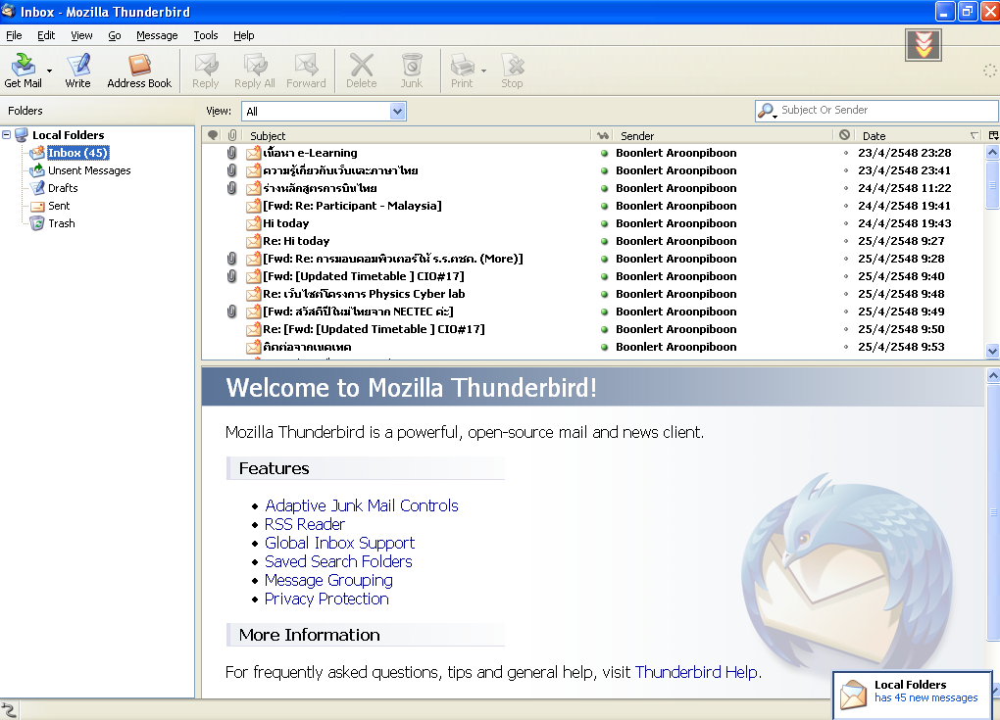 Inbox - Mozilla Thunderbird
File Edit View Go Message Tools Help
Get Mail Write Address Book Reply Reply All Forward Delete Junk Print Stop
Folders View: All Subject Or Sender
Local Folders
Inbox (45)
Unsent Messages
Drafts
Sent
Trash
Subject Sender Date
เนื้อหา e-Learning Boonlert Aroonpiboon 23/4/2548 23:28
ความรู้เกี่ยวกับเว็บและภาษาไทย Boonlert Aroonpiboon 23/4/2548 23:41
ร่างหลักสูตรการบินไทย Boonlert Aroonpiboon 24/4/2548 11:22
[Fwd: Re: Participant - Malaysia] Boonlert Aroonpiboon 24/4/2548 19:41
Hi today Boonlert Aroonpiboon 24/4/2548 19:43
Re: Hi today Boonlert Aroonpiboon 25/4/2548 9:27
[Fwd: Re: การมอบคอมพิวเตอร์ให้ ร.ร.ตชด. (More)] Boonlert Aroonpiboon 25/4/2548 9:28
[Fwd: [Updated Timetable ] CIO#17] Boonlert Aroonpiboon 25/4/2548 9:40
Re: เว็บไซต์โครงการ Physics Cyber lab Boonlert Aroonpiboon 25/4/2548 9:48
[Fwd: สวัสดีปีใหม่ไทยจาก NECTEC ค่ะ] Boonlert Aroonpiboon 25/4/2548 9:49
Re: [Fwd: [Updated Timetable ] CIO#17] Boonlert Aroonpiboon 25/4/2548 9:50
ติดต่อจากเทคเทค Boonlert Aroonpiboon 25/4/2548 9:53
Welcome to Mozilla Thunderbird!
Mozilla Thunderbird is a powerful, open-source mail and news client.
Features
Adaptive Junk Mail Controls
RSS Reader
Global Inbox Support
Saved Search Folders
Message Grouping
Privacy Protection
More Information
For frequently asked questions, tips and general help, visit Thunderbird Help.
Local Folders
has 45 new messages